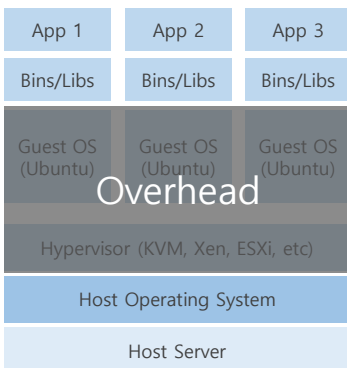 App 1 App 2 App 3
Bins/Libs Bins/Libs Bins/Libs
Guest OS Guest OS Guest OS
(Ubuntu) (Ubuntu) (Ubuntu)
Overhead
Hypervisor (KVM, Xen, ESXi, etc)
Host Operating System
Host Server